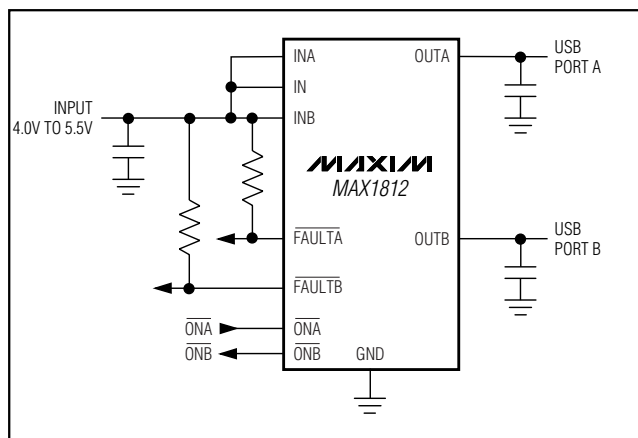 INA
OUTA
USB
PORT A
IN
INPUT
4.0V TO 5.5V
INB
MAXIM
MAX1812
FAULTA
OUTB
USB
PORT B
FAULTB
ONA
ONA
ONB
ONB
GND